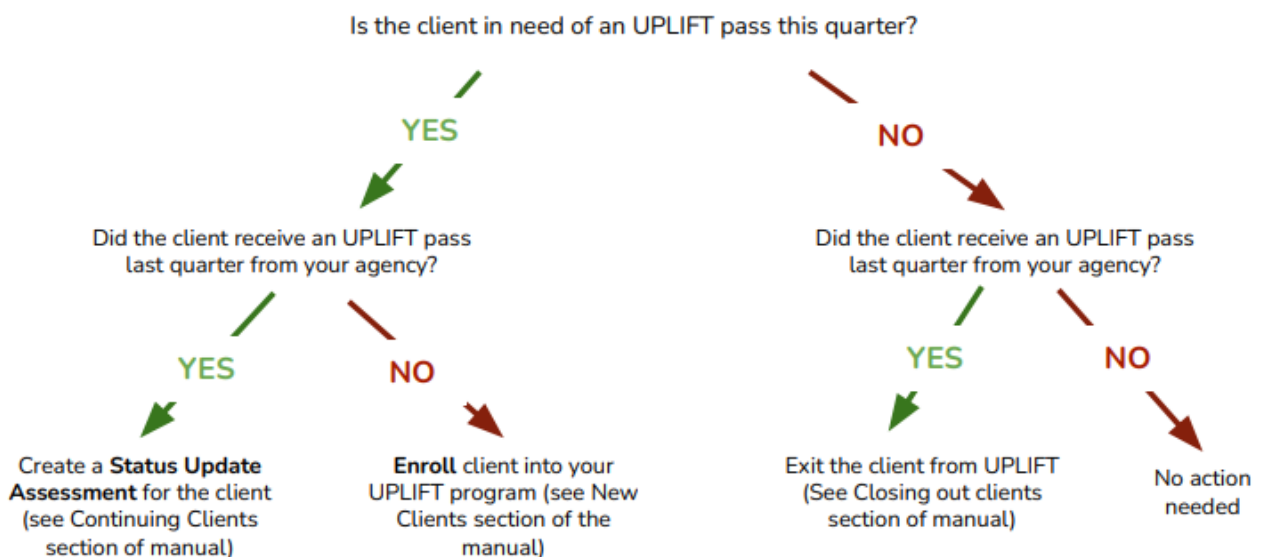 Is the client in need of an UPLIFT pass this quarter?
YES
NO
Did the client receive an UPLIFT pass
last quarter from your agency?
Did the client receive an UPLIFT pass
last quarter from your agency?
YES
NO
YES
NO
Create a Status Update
Assessment for the client
(see Continuing Clients
section of manual)
Enroll client into your
UPLIFT program (see New
Clients section of the
manual)
Exit the client from UPLIFT
(See Closing out clients
section of manual)
No action
needed